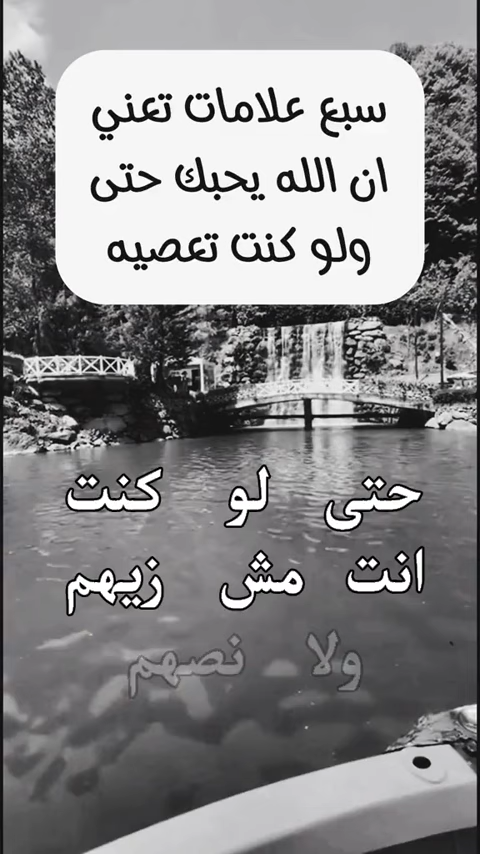 سبع علامات تعني
ان الله يحبك حتى
ولو كنت تعصيه
حتى لو كنت
انت مش زيهم
ولا نصهم